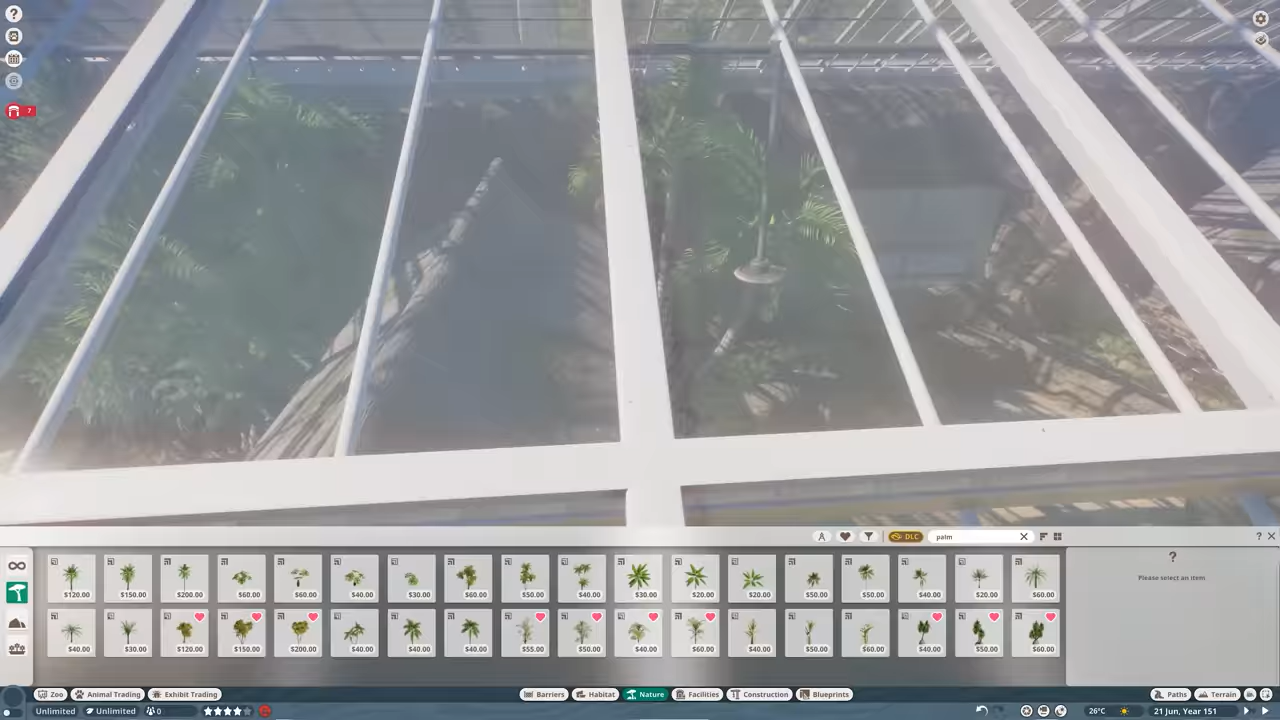 ?
7
DLC
palm
?
$120.00 $150.00 $200.00 $60.00 $60.00 $40.00 $30.00 $60.00 $50.00 $40.00 $30.00 $20.00 $20.00 $50.00 $50.00 $40.00 $20.00 $60.00
?
Please select an item
$40.00 $30.00 $120.00 $150.00 $200.00 $40.00 $40.00 $40.00 $55.00 $50.00 $40.00 $60.00 $40.00 $50.00 $60.00 $40.00 $50.00 $60.00
Zoo Animal Trading Exhibit Trading Barriers Habitat Nature Facilities Construction Blueprints Paths Terrain
Unlimited Unlimited 0 26°C 21 Jun, Year 151